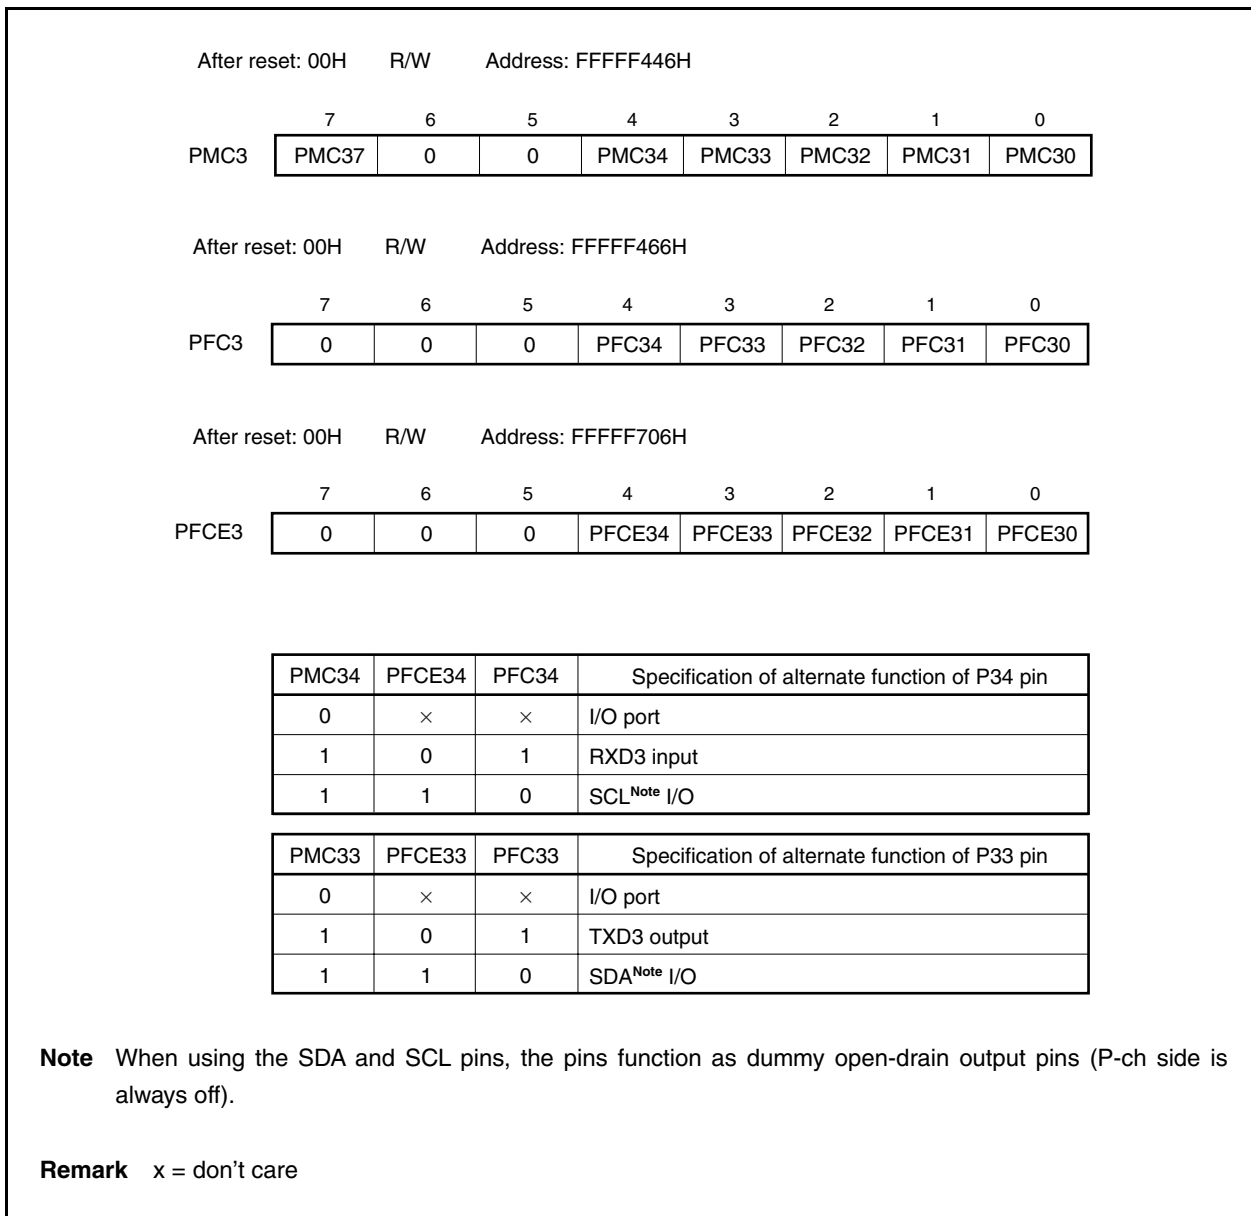 After reset: 00H R/W Address: FFFFF446H
7 6 5 4 3 2 1 0
PMC3 PMC37 0 0 PMC34 PMC33 PMC32 PMC31 PMC30
After reset: 00H R/W Address: FFFFF466H
7 6 5 4 3 2 1 0
PFC3 0 0 0 PFC34 PFC33 PFC32 PFC31 PFC30
After reset: 00H R/W Address: FFFFF706H
7 6 5 4 3 2 1 0
PFCE3 0 0 0 PFCE34 PFCE33 PFCE32 PFCE31 PFCE30
PMC34 PFCE34 PFC34 Specification of alternate function of P34 pin
0 × × I/O port
1 0 1 RXD3 input
1 1 0 SCLNote I/O
PMC33 PFCE33 PFC33 Specification of alternate function of P33 pin
0 × × I/O port
1 0 1 TXD3 output
1 1 0 SDANote I/O
Note When using the SDA and SCL pins, the pins function as dummy open-drain output pins (P-ch side is
always off).
Remark x = don't care